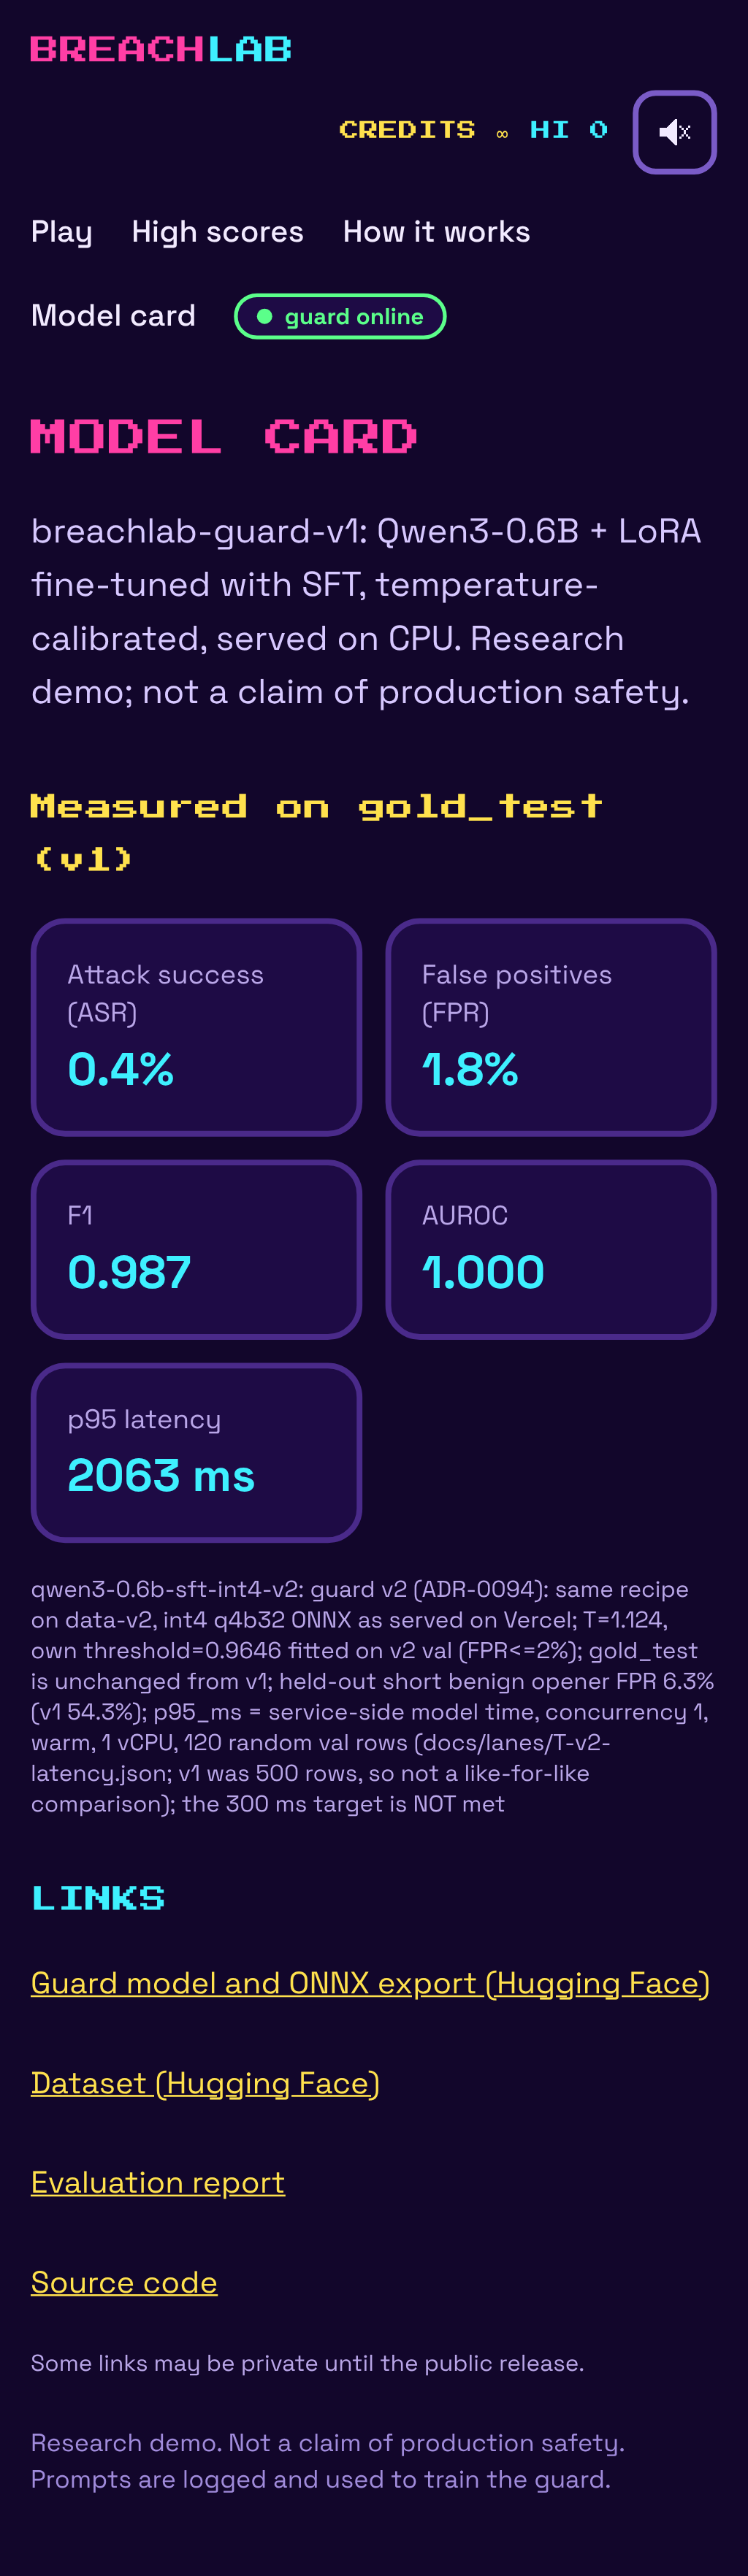 BREACHLAB
CREDITS ∞ HI 0
Play High scores How it works
Model card guard online
MODEL CARD
breachlab-guard-v1: Qwen3-0.6B + LoRA
fine-tuned with SFT, temperature-
calibrated, served on CPU. Research
demo; not a claim of production safety.
Measured on gold_test
(v1)
Attack success
(ASR)
0.4%
False positives
(FPR)
1.8%
F1
0.987
AUROC
1.000
p95 latency
2063 ms
qwen3-0.6b-sft-int4-v2: guard v2 (ADR-0094): same recipe
on data-v2, int4 q4b32 ONNX as served on Vercel; T=1.124,
own threshold=0.9646 fitted on v2 val (FPR<=2%); gold_test
is unchanged from v1; held-out short benign opener FPR 6.3%
(v1 54.3%); p95_ms = service-side model time, concurrency 1,
warm, 1 vCPU, 120 random val rows (docs/lanes/T-v2-
latency.json; v1 was 500 rows, so not a like-for-like
comparison); the 300 ms target is NOT met
LINKS
Guard model and ONNX export (Hugging Face)
Dataset (Hugging Face)
Evaluation report
Source code
Some links may be private until the public release.
Research demo. Not a claim of production safety.
Prompts are logged and used to train the guard.